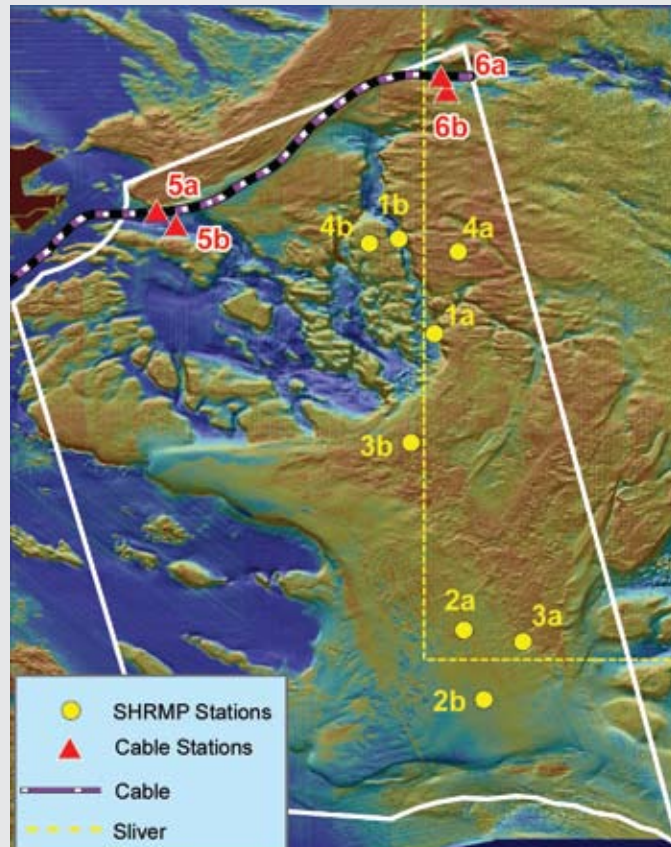 6a
6b
5a
5b
4b
1b
4a
1a
3b
2a
3a
2b
SHRMP Stations
Cable Stations
Cable
Sliver